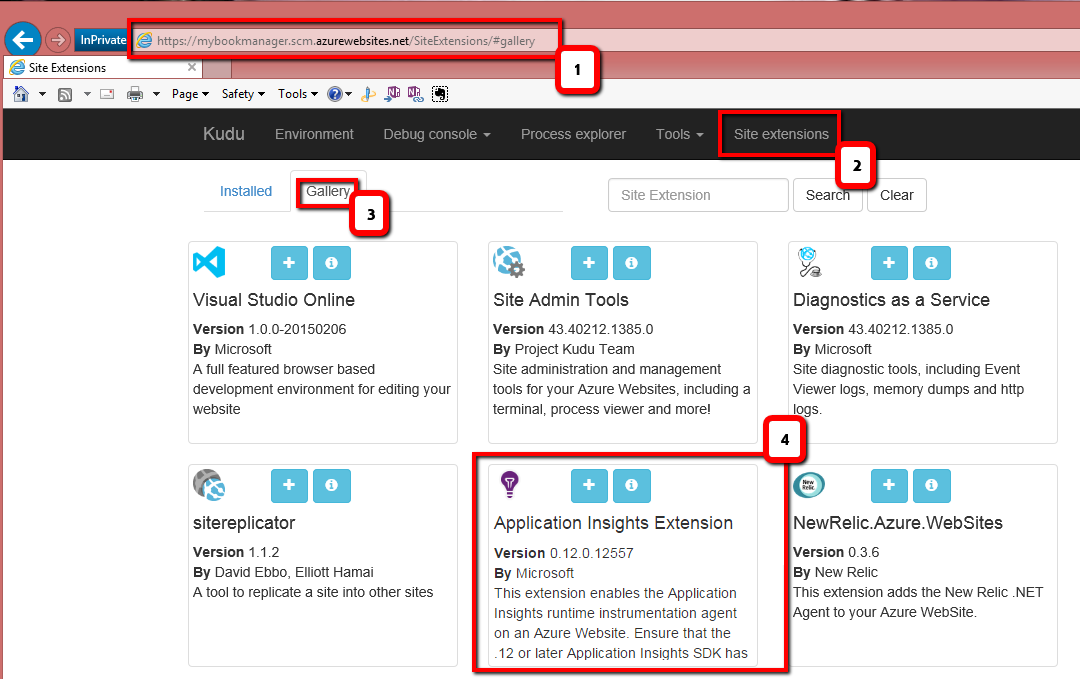 InPrivate
https://mybookmanager.scm.azurewebsites.net/SiteExtensions/#gallery
1
Site Extensions
Page
Safety
Tools
Kudu
Environment
Debug console
Process explorer
Tools
Site extensions
2
Installed
Gallery
3
Site Extension
Search
Clear
Visual Studio Online
Version 1.0.0-20150206
By Microsoft
A full featured browser based
development environment for editing your
website
Site Admin Tools
Version 43.40212.1385.0
By Project Kudu Team
Site administration and management
tools for your Azure Websites, including a
terminal, process viewer and more!
Diagnostics as a Service
Version 43.40212.1385.0
By Microsoft
Site diagnostic tools, including Event
Viewer logs, memory dumps and http
logs.
4
sitereplicator
Version 1.1.2
By David Ebbo, Elliott Hamai
A tool to replicate a site into other sites
Application Insights Extension
Version 0.12.0.12557
By Microsoft
This extension enables the Application
Insights runtime instrumentation agent
on an Azure Website. Ensure that the
.12 or later Application Insights SDK has
New
Relic.
NewRelic.Azure.WebSites
Version 0.3.6
By New Relic
This extension adds the New Relic .NET
Agent to your Azure WebSite.